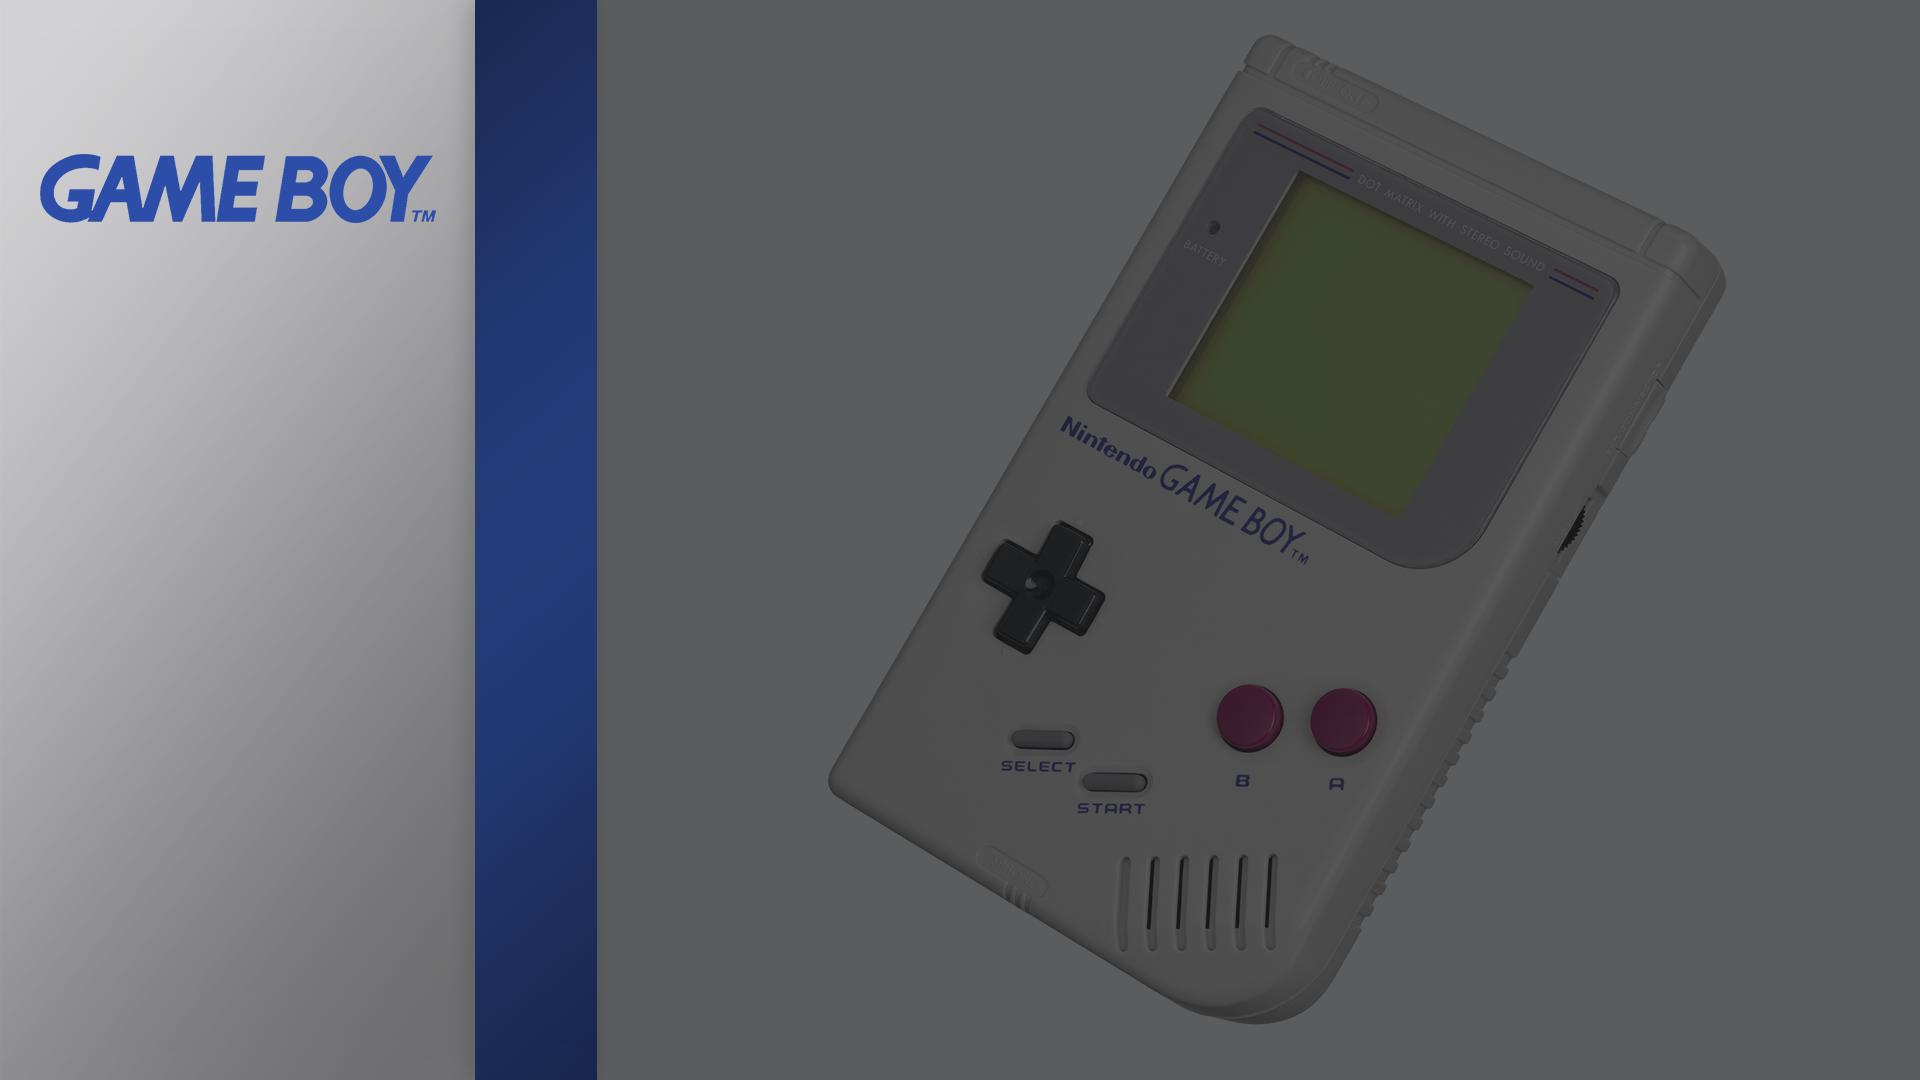 GAME BOY™
DOT MATRIX WITH STEREO SOUND
BATTERY
Nintendo GAME BOY™
SELECT
START
B
A